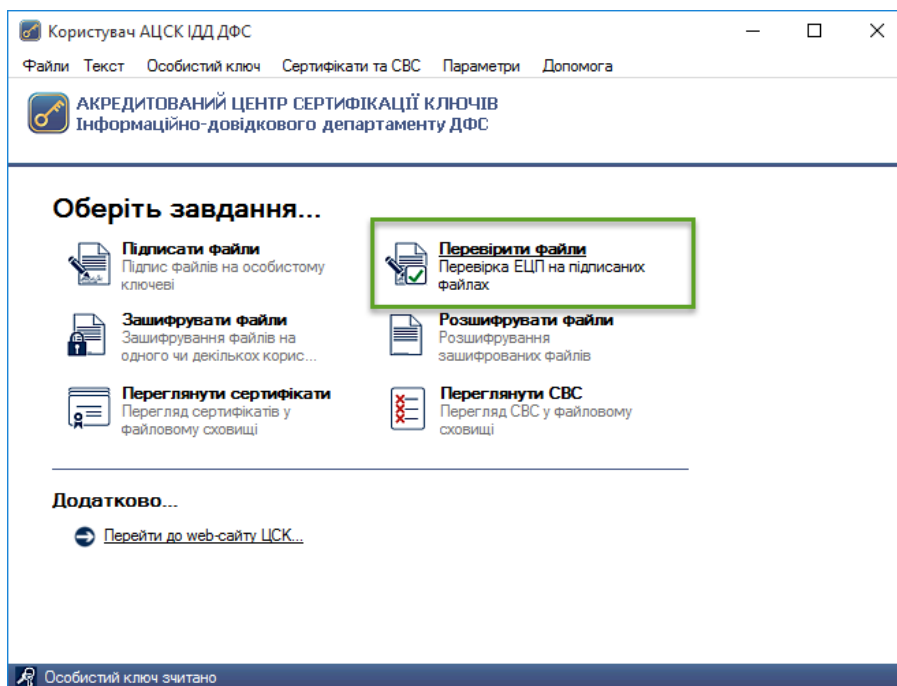 Користувач АЦСК ІДД ДФС
Файли Текст Особистий ключ Сертифікати та СВС Параметри Допомога
АКРЕДИТОВАНИЙ ЦЕНТР СЕРТИФІКАЦІЇ КЛЮЧІВ
Інформаційно-довідкового департаменту ДФС
Оберіть завдання...
Підписати файли
Підпис файлів на особистому
ключеві
Перевірити файли
Перевірка ЕЦП на підписаних
файлах
Зашифрувати файли
Зашифрування файлів на
одного чи декількох корис...
Розшифрувати файли
Розшифрування
зашифрованих файлів
Переглянути сертифікати
Перегляд сертифікатів у
файловому сховищі
Переглянути СВС
Перегляд СВС у файловому
сховищі
Додатково...
Перейти до web-сайту ЦСК...
Особистий ключ зчитано